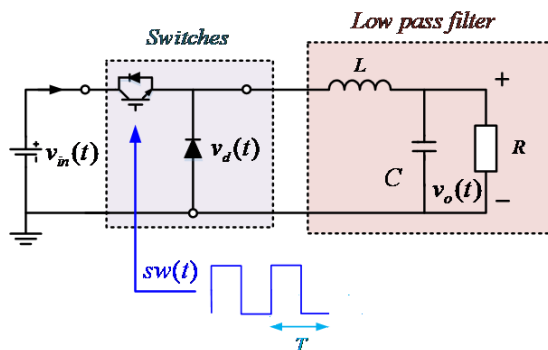 Low pass filter
Switches
L
+
v_in(t)
v_d(t)
C
v_o(t)
R
−
sw(t)
T